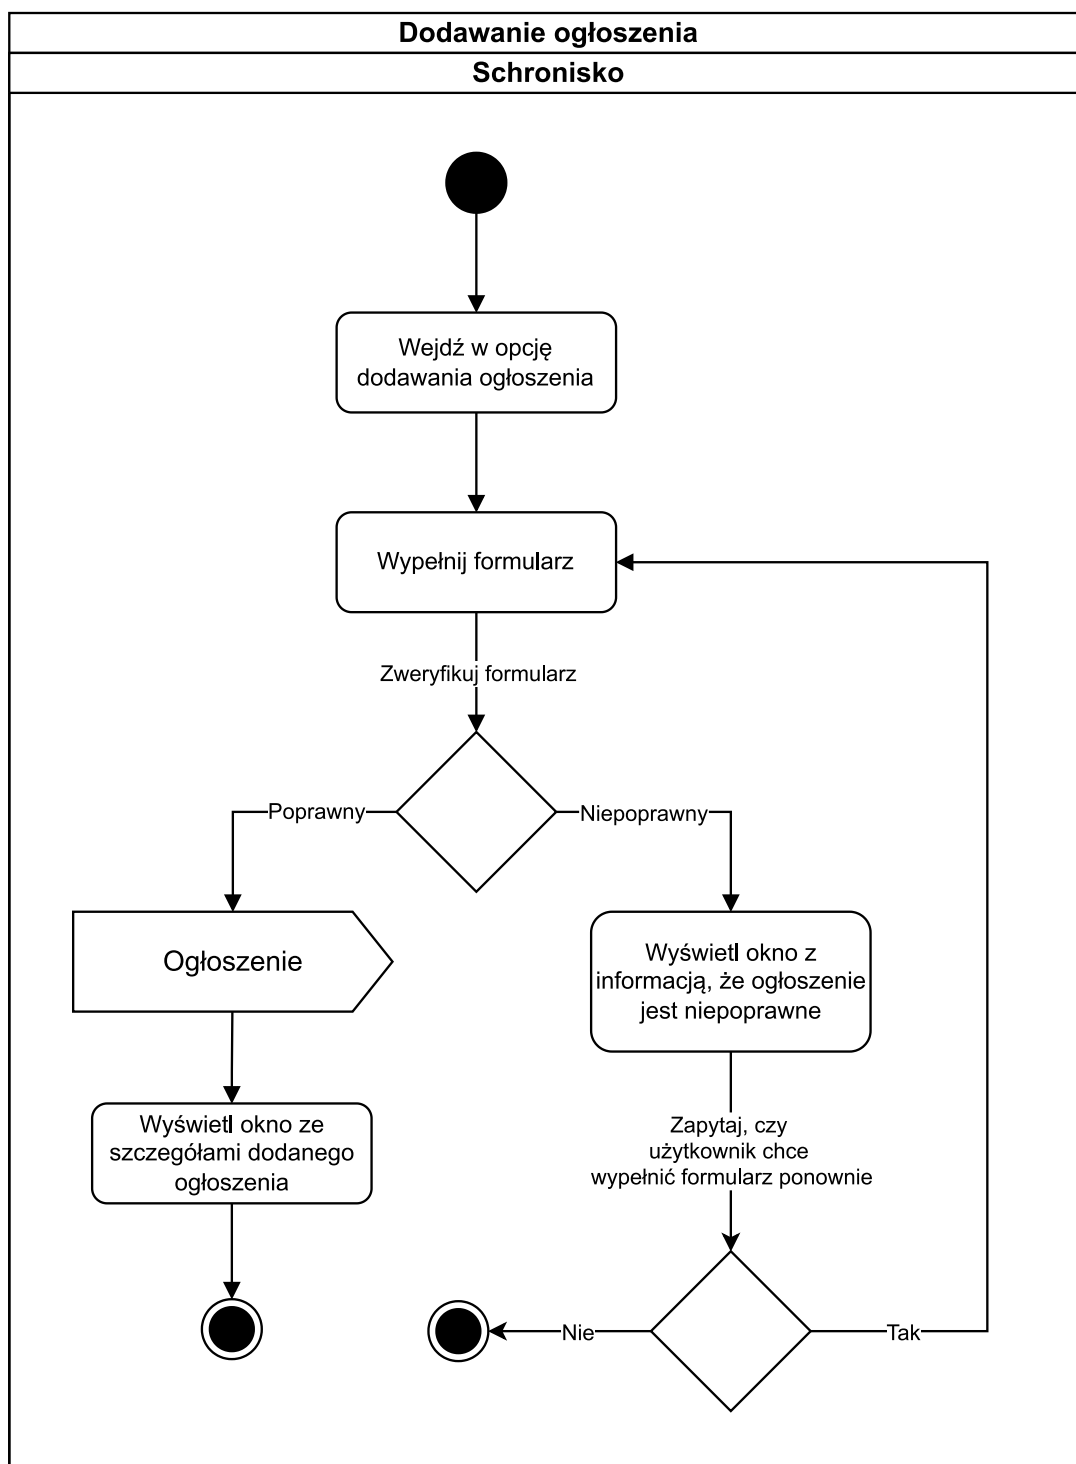 Dodawanie ogłoszenia
Schronisko
Wejdź w opcję
dodawania ogłoszenia
Wypełnij formularz
Zweryfikuj formularz
Poprawny
Niepoprawny
Ogłoszenie
Wyświetl okno z
informacją, że ogłoszenie
jest niepoprawne
Wyświetl okno ze
szczegółami dodanego
ogłoszenia
Zapytaj, czy
użytkownik chce
wypełnić formularz ponownie
Nie
Tak